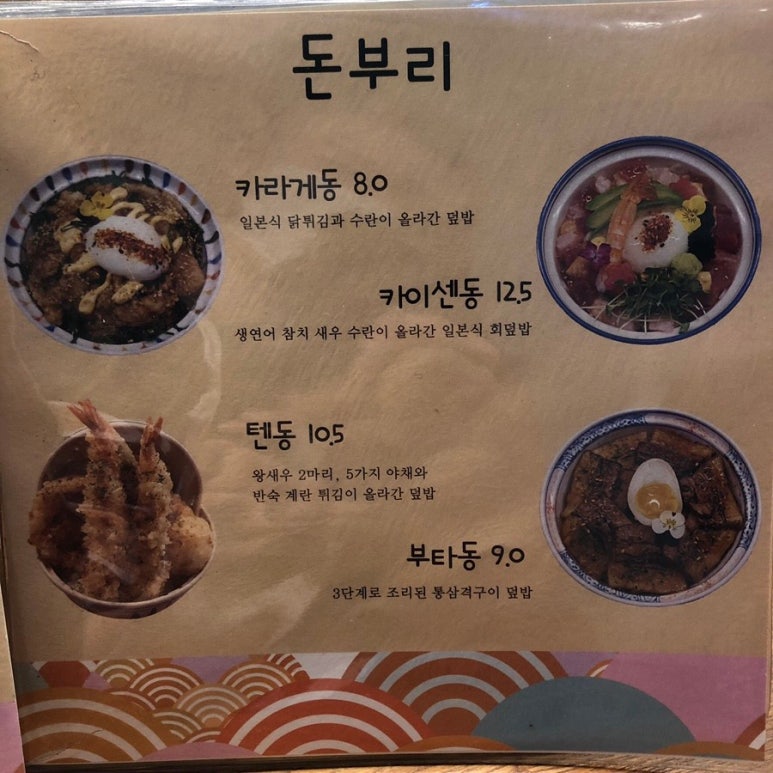 돈부리
카라게동 8.0
일본식 닭튀김과 수란이 올라간 덮밥
카이센동 12.5
생연어 참치 새우 수란이 올라간 일본식 회덮밥
텐동 10.5
왕새우 2마리, 5가지 야채와
반숙 계란 튀김이 올라간 덮밥
부타동 9.0
3단계로 조리된 통삼격구이 덮밥